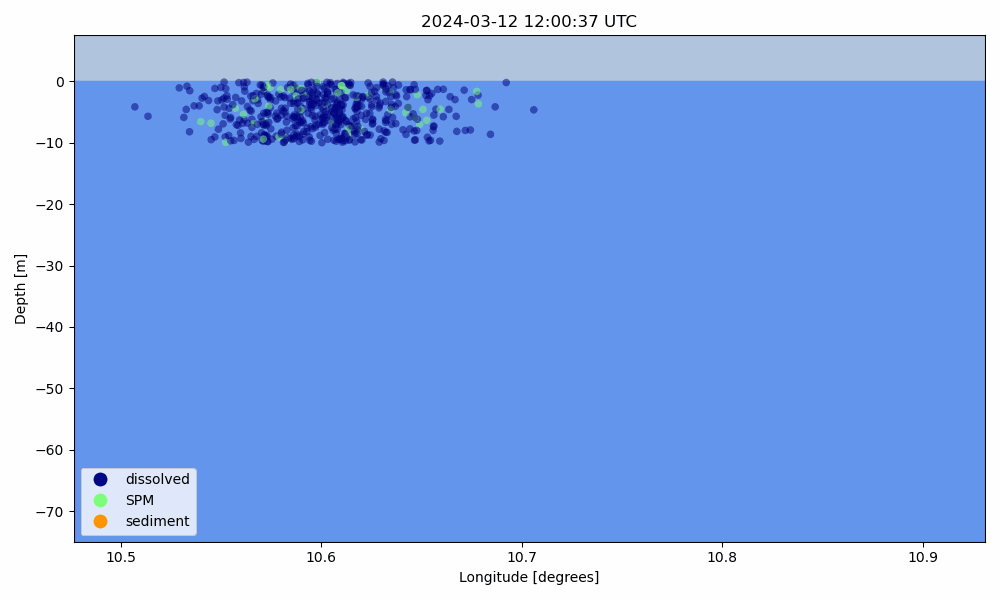 2024-03-12 12:00:37 UTC
0
−10
−20
−30
−40
−50
−60
−70
Depth [m]
dissolved
SPM
sediment
10.5 10.6 10.7 10.8 10.9
Longitude [degrees]